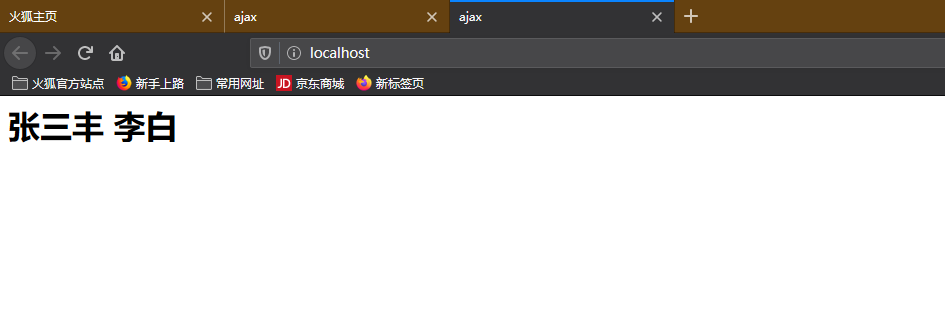 火狐主页
ajax
ajax
localhost
火狐官方站点 新手上路 常用网址 JD 京东商城 新标签页
张三丰 李白